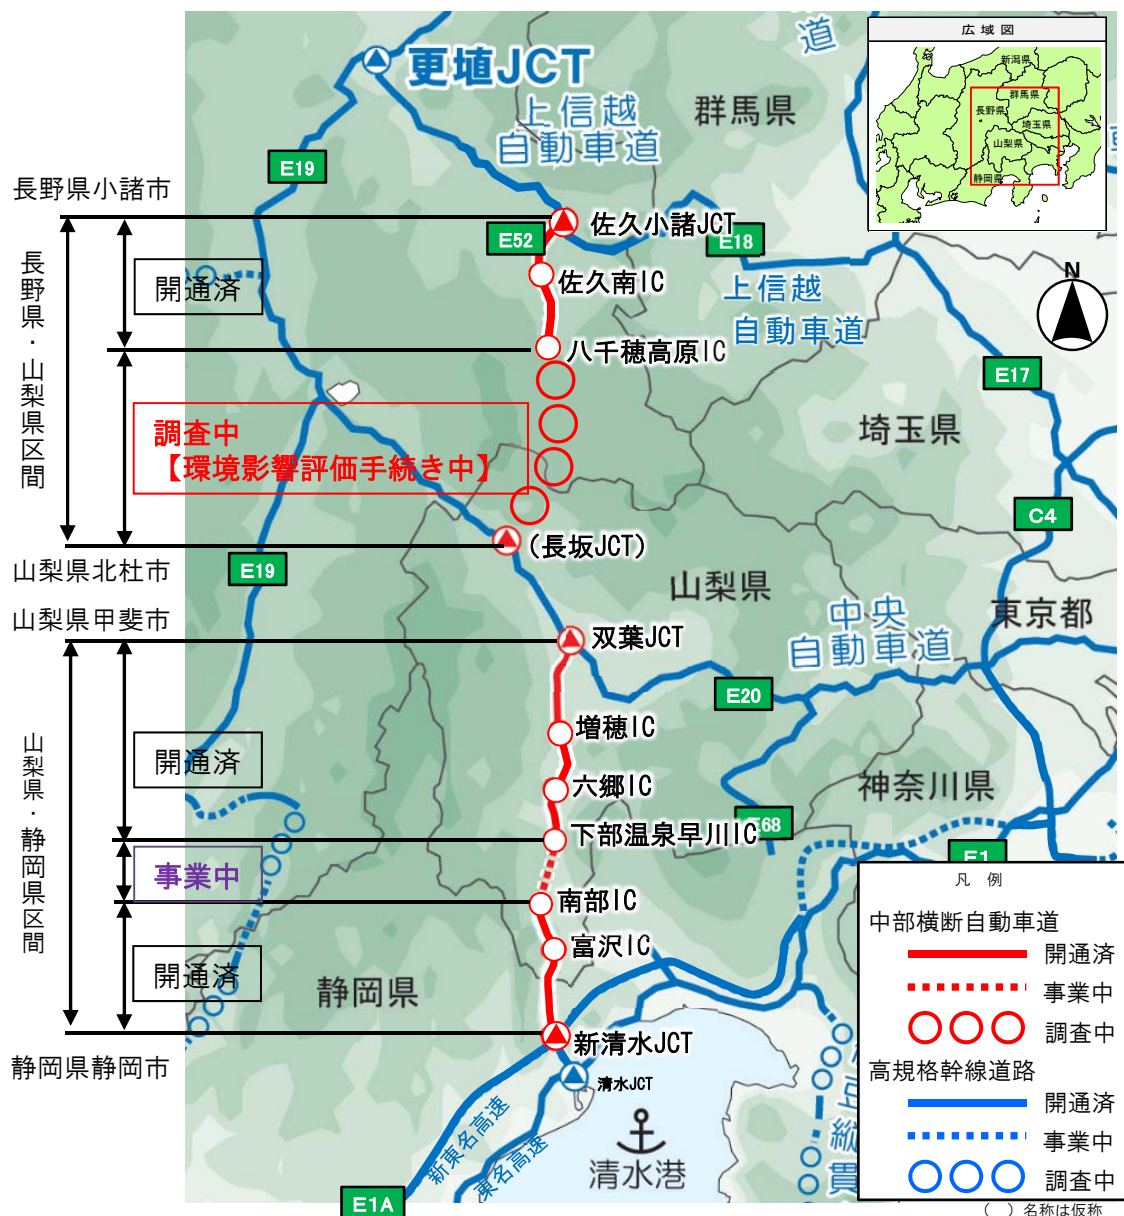 広域図
新潟県
群馬県
長野県
埼玉県
山梨県
静岡県
道
更埴JCT
上信越
自動車道
群馬県
E19
長野県小諸市
佐久小諸JCT
E52
E18
佐久南IC
上信越
自動車道
N
開通済
長野県・山梨県区間
八千穂高原IC
E17
調査中
【環境影響評価手続き中】
埼玉県
C4
(長坂JCT)
山梨県北杜市
E19
山梨県
山梨県甲斐市
東京都
中央
自動車道
双葉JCT
E20
増穂IC
開通済
山梨県・静岡県区間
六郷IC
神奈川県
E68
下部温泉早川IC
E1
事業中
南部IC
富沢IC
開通済
静岡県
新清水JCT
静岡県静岡市
清水JCT
新東名高速
東名高速
清水港
縦
貫
E1A
凡 例
中部横断自動車道
開通済
事業中
調査中
高規格幹線道路
開通済
事業中
調査中
( )名称は仮称